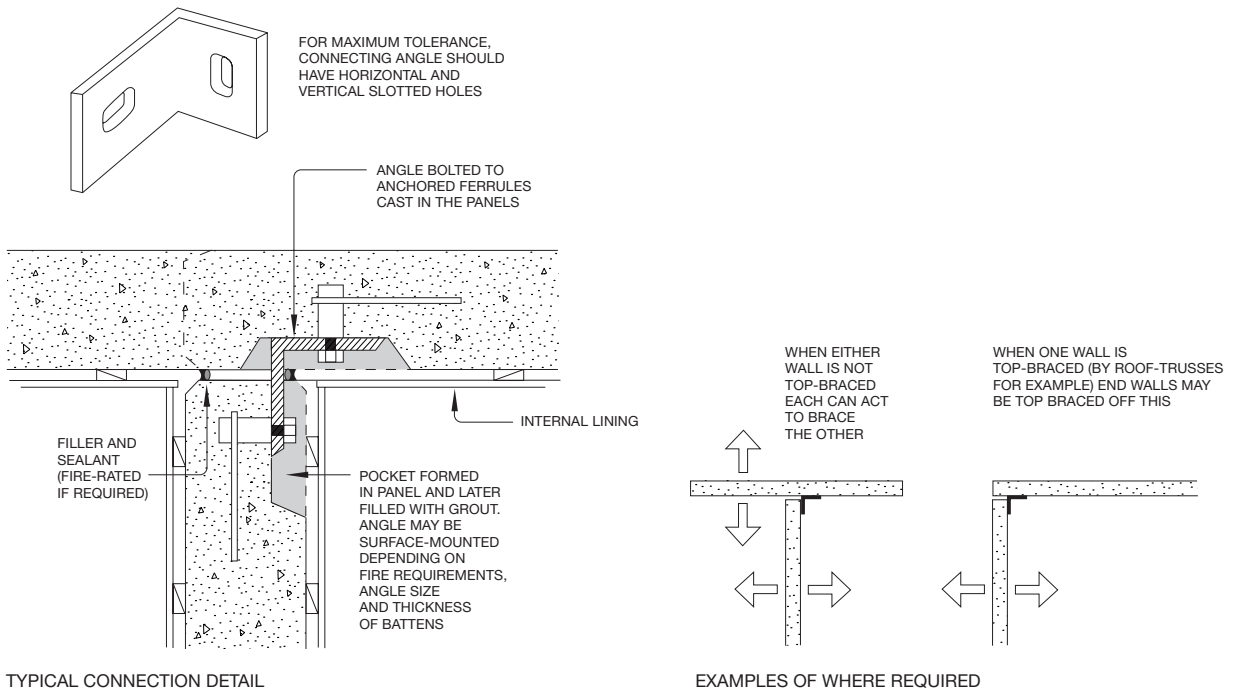 FOR MAXIMUM TOLERANCE,
CONNECTING ANGLE SHOULD
HAVE HORIZONTAL AND
VERTICAL SLOTTED HOLES
ANGLE BOLTED TO
ANCHORED FERRULES
CAST IN THE PANELS
INTERNAL LINING
FILLER AND
SEALANT
(FIRE-RATED
IF REQUIRED)
POCKET FORMED
IN PANEL AND LATER
FILLED WITH GROUT.
ANGLE MAY BE
SURFACE-MOUNTED
DEPENDING ON
FIRE REQUIREMENTS,
ANGLE SIZE
AND THICKNESS
OF BATTENS
TYPICAL CONNECTION DETAIL
WHEN EITHER
WALL IS NOT
TOP-BRACED
EACH CAN ACT
TO BRACE
THE OTHER
WHEN ONE WALL IS
TOP-BRACED (BY ROOF-TRUSSES
FOR EXAMPLE) END WALLS MAY
BE TOP BRACED OFF THIS
EXAMPLES OF WHERE REQUIRED